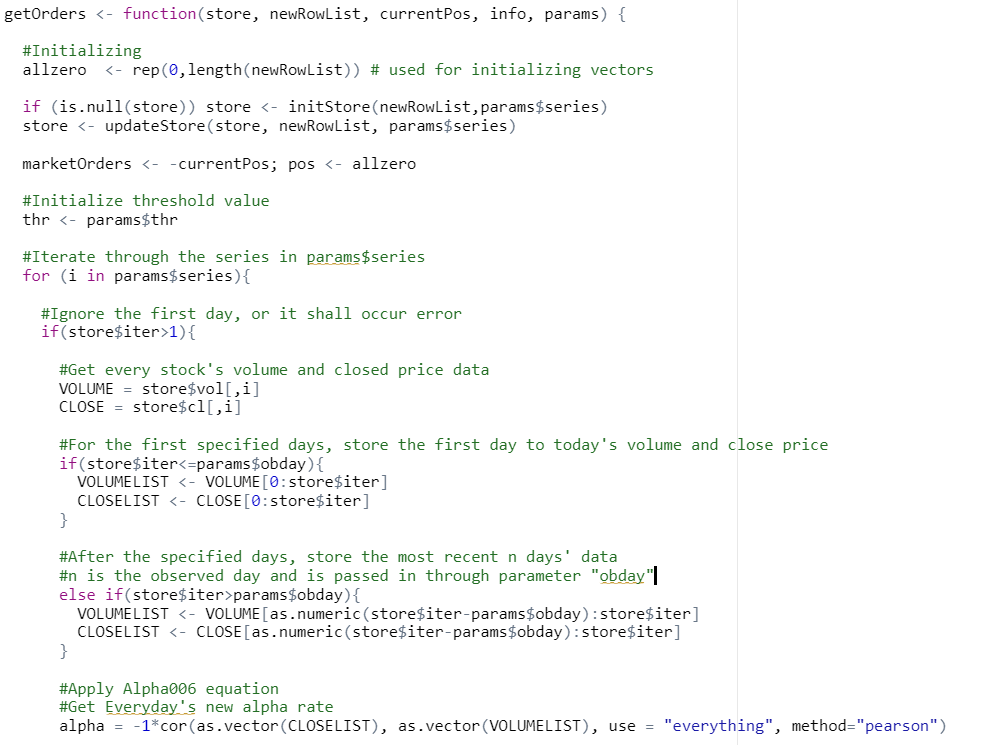 getOrders <- function(store, newRowList, currentPos, info, params) {
#Initializing
allzero  <- rep(0,length(newRowList)) # used for initializing vectors
if (is.null(store)) store <- initStore(newRowList,params$series)
store <- updateStore(store, newRowList, params$series)
marketOrders <- -currentPos; pos <- allzero
#Initialize threshold value
thr <- params$thr
#Iterate through the series in params$series
for (i in params$series){
#Ignore the first day, or it shall occur error
if(store$iter>1){
#Get every stock's volume and closed price data
VOLUME = store$vol[,i]
CLOSE = store$cl[,i]
#For the first specified days, store the first day to today's volume and close price
if(store$iter<=params$obday){
VOLUMELIST <- VOLUME[0:store$iter]
CLOSELIST <- CLOSE[0:store$iter]
}
#After the specified days, store the most recent n days' data
#n is the observed day and is passed in through parameter "obday"
else if(store$iter>params$obday){
VOLUMELIST <- VOLUME[as.numeric(store$iter-params$obday):store$iter]
CLOSELIST <- CLOSE[as.numeric(store$iter-params$obday):store$iter]
}
#Apply Alpha006 equation
#Get Everyday's new alpha rate
alpha = -1*cor(as.vector(CLOSELIST), as.vector(VOLUMELIST), use = "everything", method="pearson")